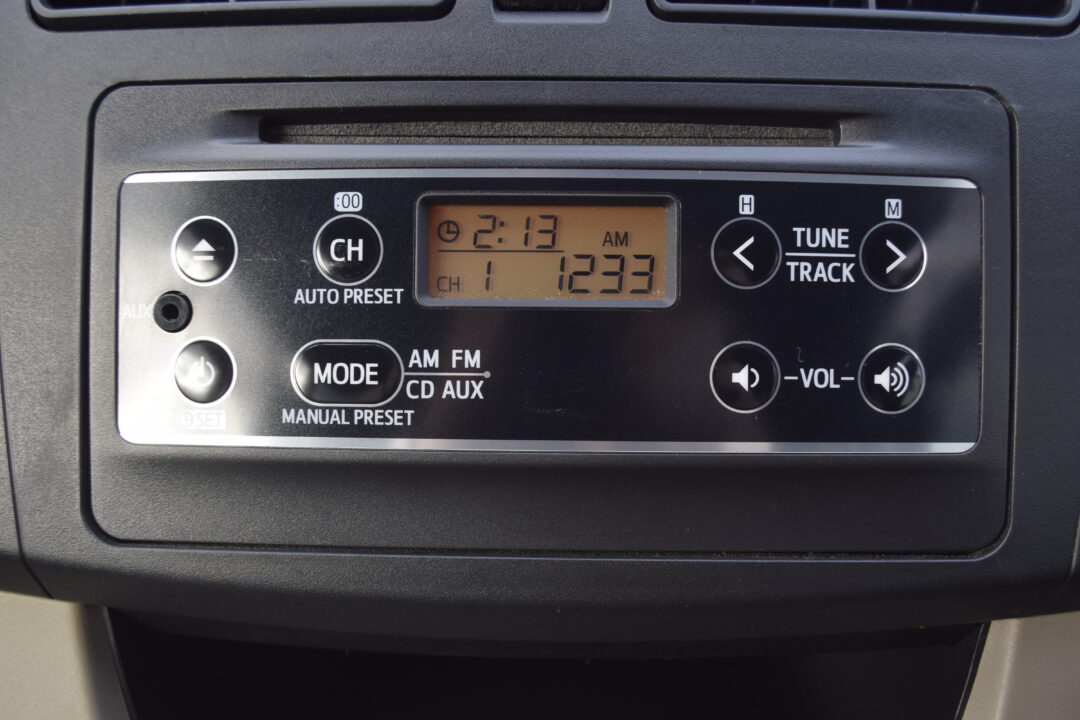 :00
H
M
CH
2:13
AM
TUNE
TRACK
CH 1 1233
AUTO PRESET
AUX
MODE
AM FM
CD AUX
-VOL-
MANUAL PRESET
SET